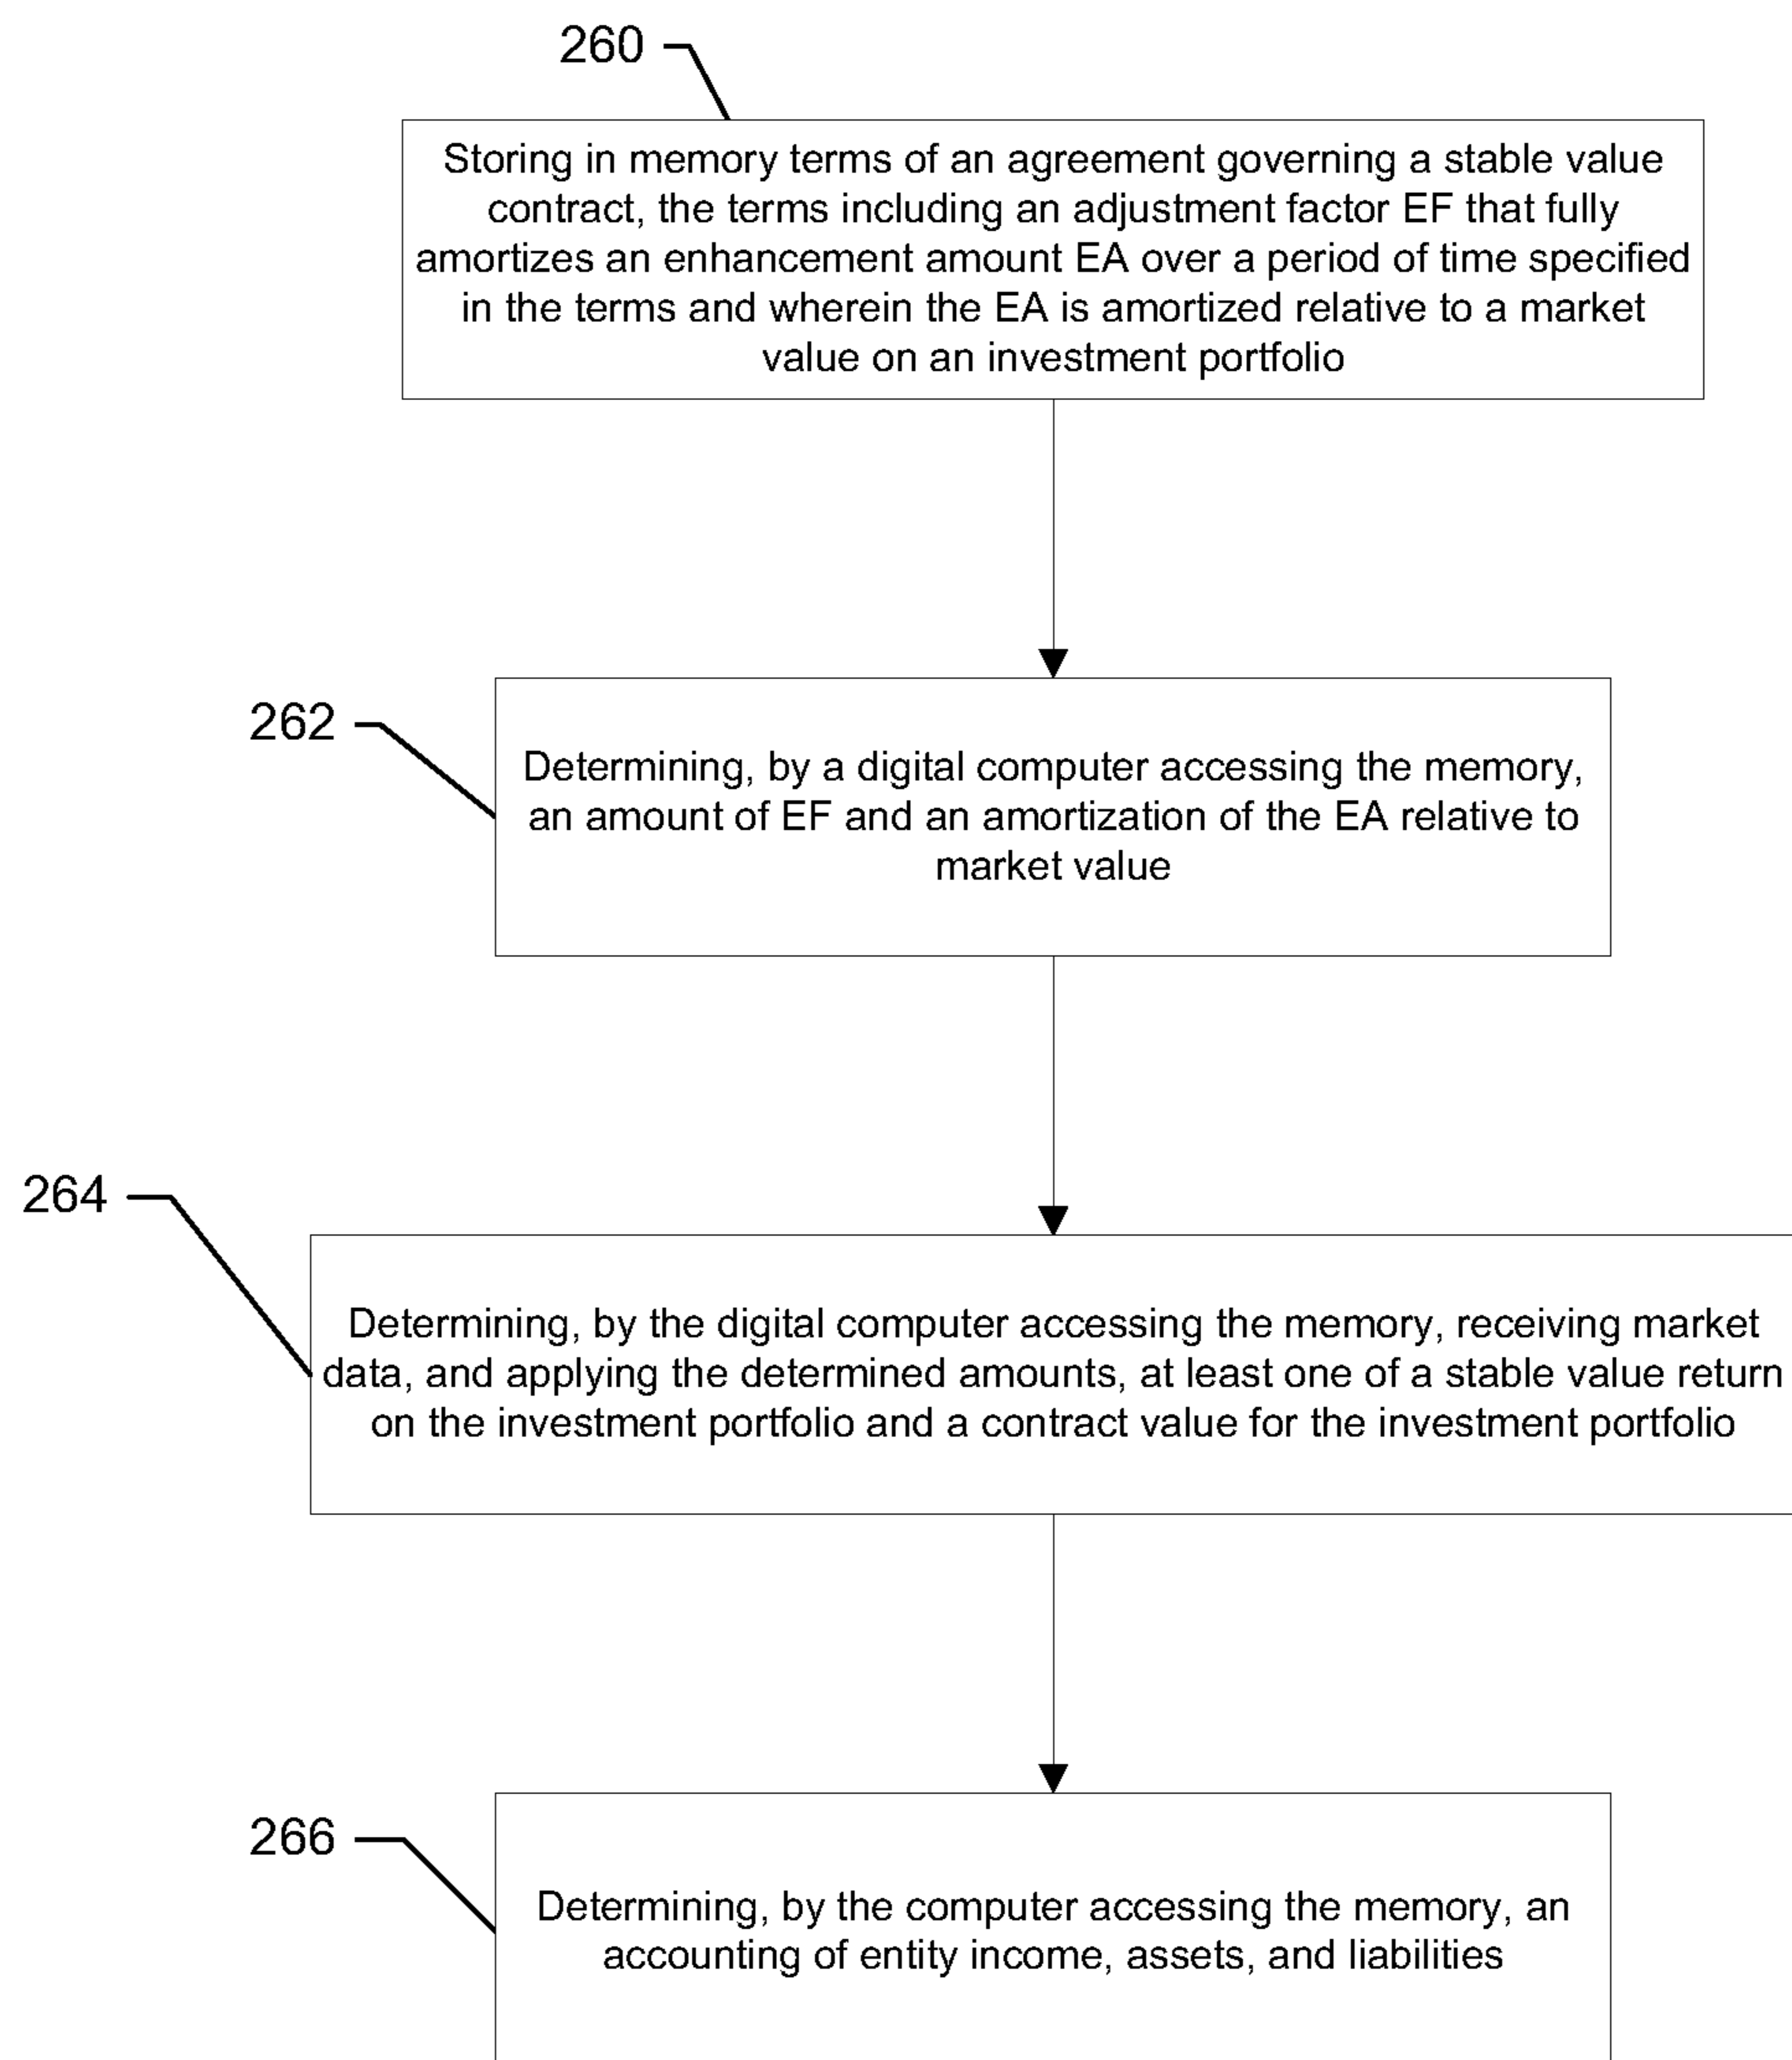 260
Storing in memory terms of an agreement governing a stable value
contract, the terms including an adjustment factor EF that fully
amortizes an enhancement amount EA over a period of time specified
in the terms and wherein the EA is amortized relative to a market
value on an investment portfolio
262
Determining, by a digital computer accessing the memory,
an amount of EF and an amortization of the EA relative to
market value
264
Determining, by the digital computer accessing the memory, receiving market
data, and applying the determined amounts, at least one of a stable value return
on the investment portfolio and a contract value for the investment portfolio
266
Determining, by the computer accessing the memory, an
accounting of entity income, assets, and liabilities